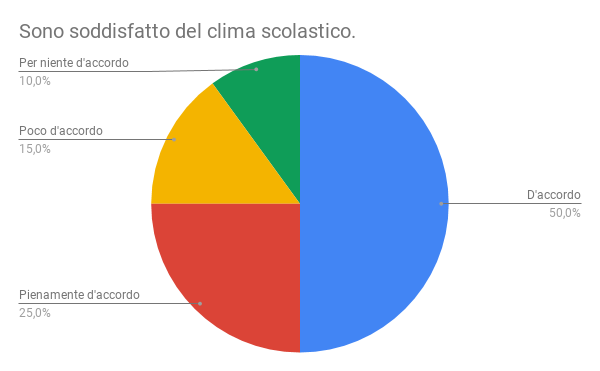 Sono soddisfatto del clima scolastico.
Per niente d'accordo
10,0%
Poco d'accordo
15,0%
D'accordo
50,0%
Pienamente d'accordo
25,0%